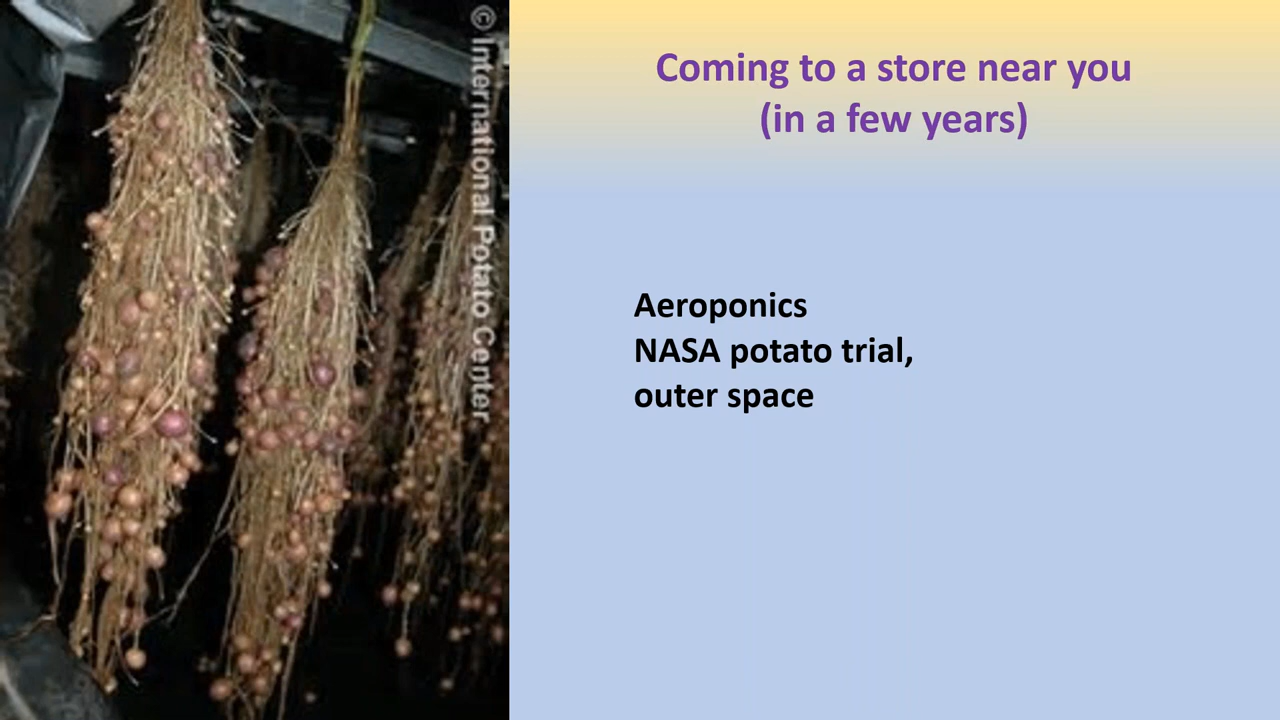 © International Potato Center
Coming to a store near you
(in a few years)
Aeroponics
NASA potato trial,
outer space